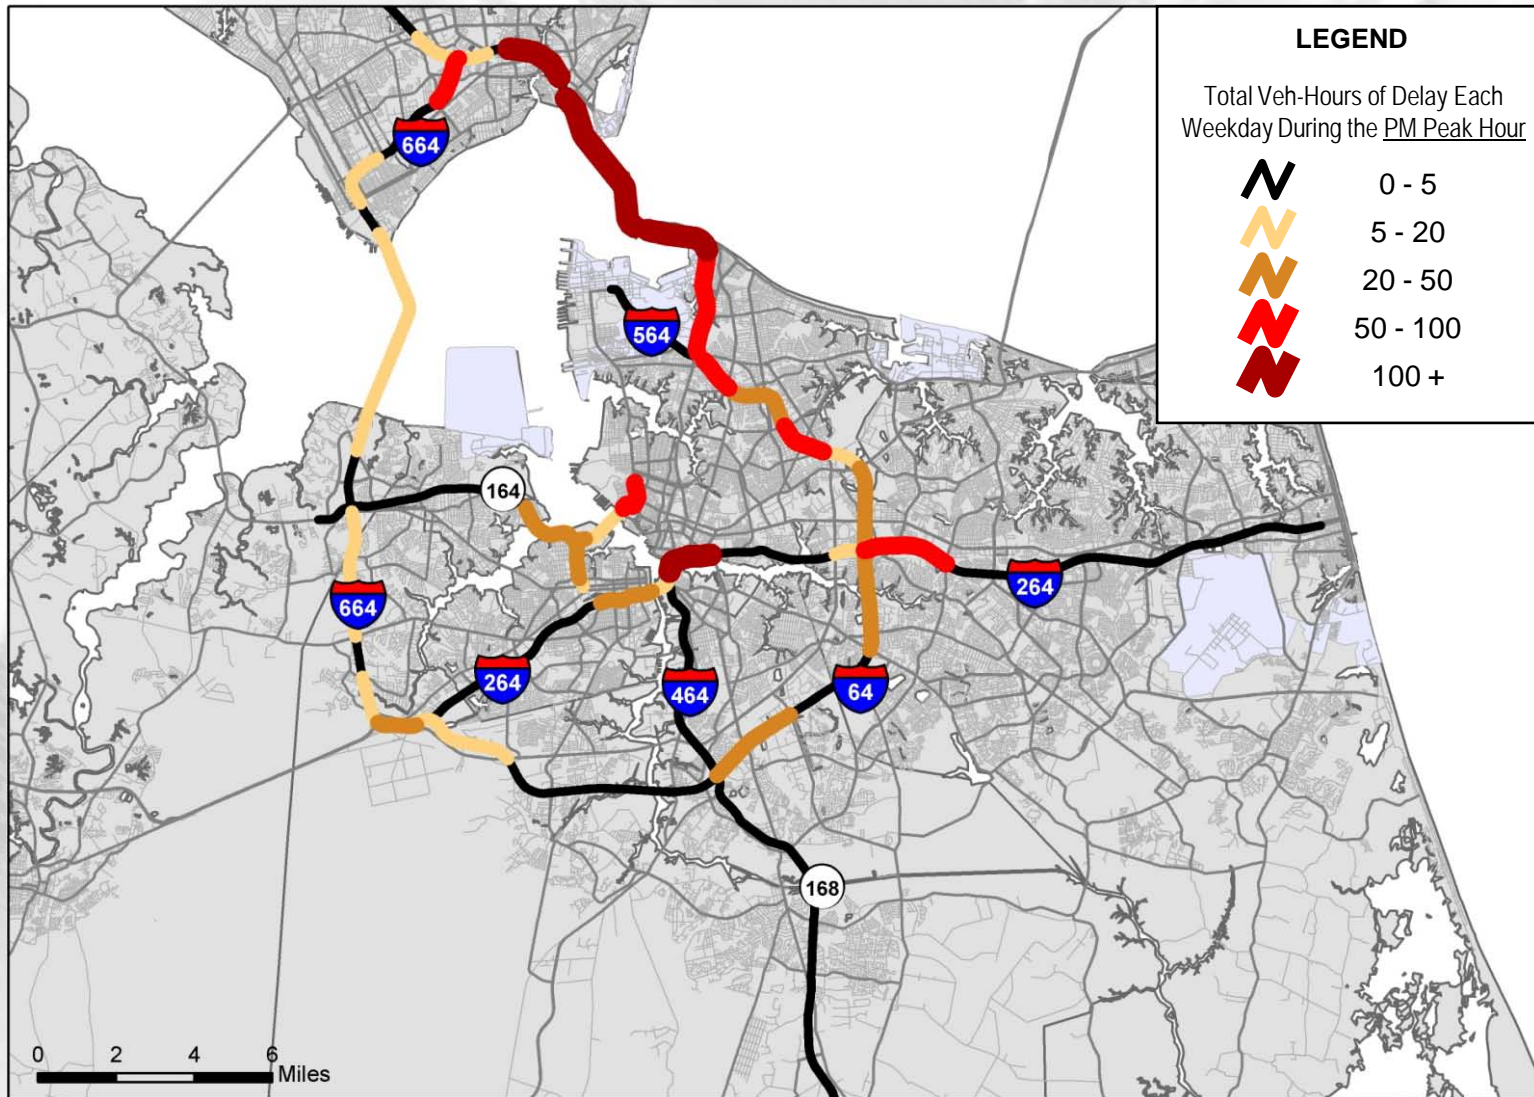 LEGEND
Total Veh-Hours of Delay Each
Weekday During the PM Peak Hour
0 - 5
5 - 20
20 - 50
50 - 100
100 +
664
564
164
664
264
264
464
64
168
0 2 4 6
Miles